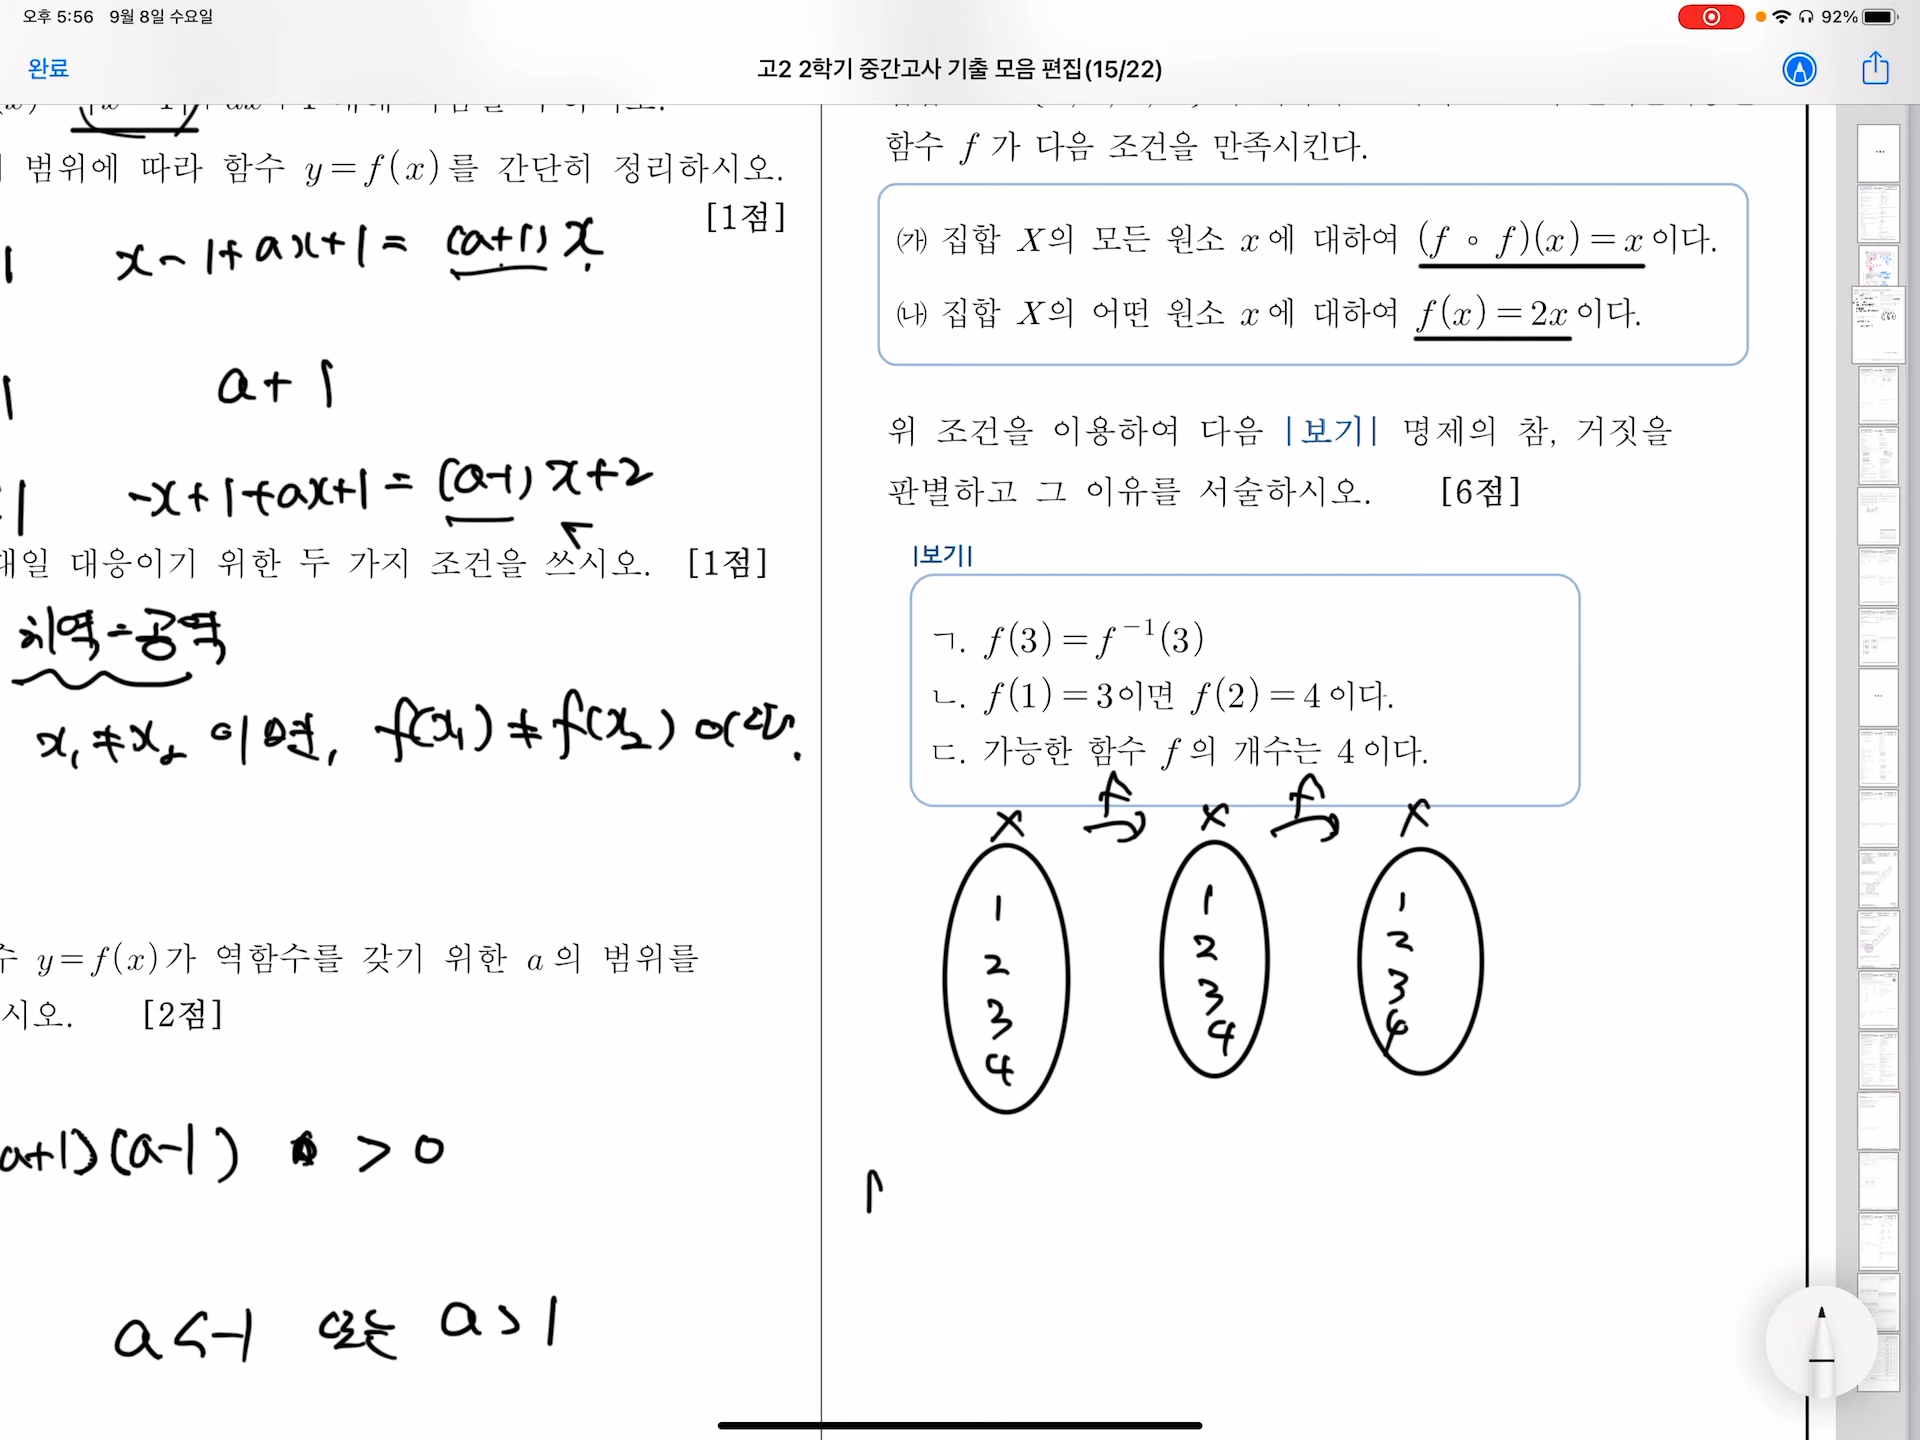 오후 5:56 9월 8일 수요일
92%
완료
고2 2학기 중간고사 기출 모음 편집(15/22)
범위에 따라 함수 y=f(x)를 간단히 정리하시오.
[1점]
x-1+ax+1= (a+1)x
a+1
-x+1+ax+1= (a-1)x+2
대일 대응이기 위한 두 가지 조건을 쓰시오. [1점]
치역=공역
x₁≠x₂ 이면, f(x₁)≠f(x₂) 이다.
y=f(x)가 역함수를 갖기 위한 a의 범위를
시오. [2점]
a+1)(a-1) > 0
a<-1 또는 a>1
함수 f가 다음 조건을 만족시킨다.
㈎ 집합 X의 모든 원소 x에 대하여 (f∘f)(x)=x이다.
㈏ 집합 X의 어떤 원소 x에 대하여 f(x)=2x이다.
위 조건을 이용하여 다음 |보기| 명제의 참, 거짓을
판별하고 그 이유를 서술하시오. [6점]
|보기|
ㄱ. f(3)=f⁻¹(3)
ㄴ. f(1)=3이면 f(2)=4이다.
ㄷ. 가능한 함수 f의 개수는 4이다.
X f X f X
1 1 1
2 2 2
3 3 3
4 4 4